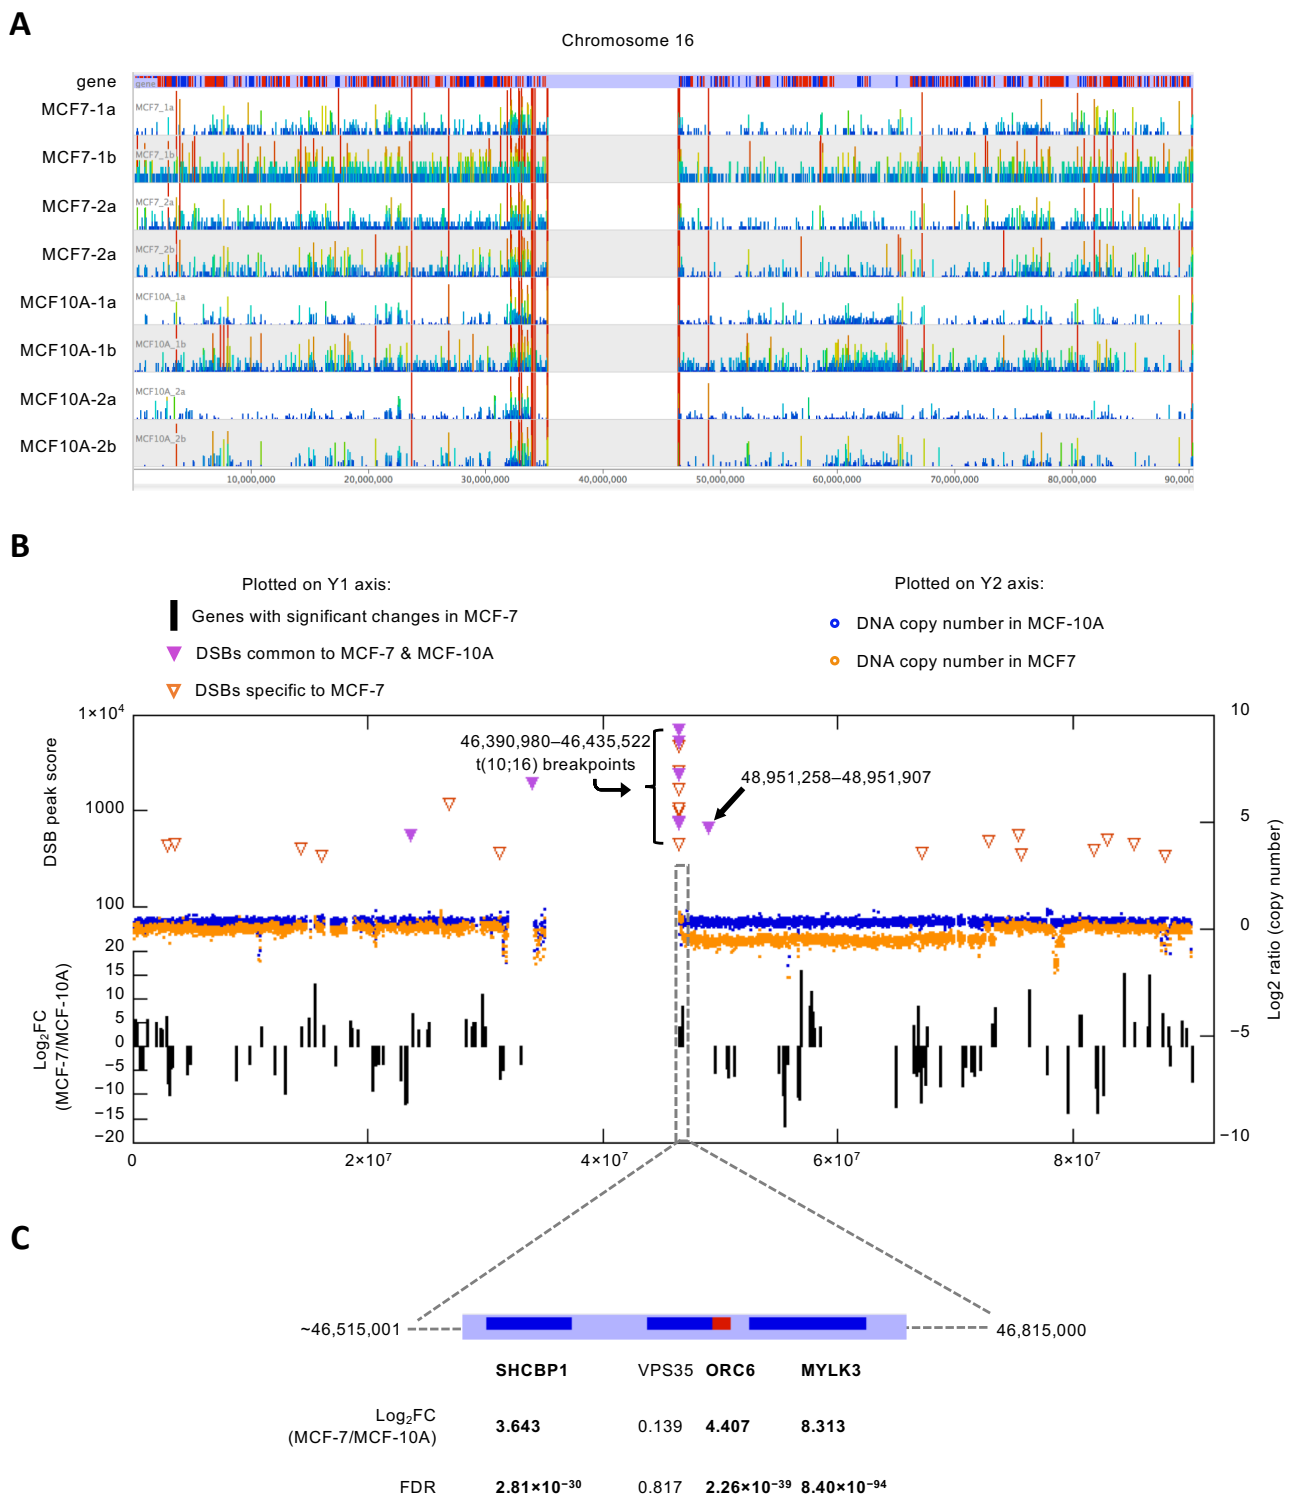 A
Chromosome 16
gene
gene
MCF7-1a
MCF7_1a
MCF7-1b
MCF7_1b
MCF7-2a
MCF7_2a
MCF7-2a
MCF7_2b
MCF10A-1a
MCF10A_1a
MCF10A-1b
MCF10A_1b
MCF10A-2a
MCF10A_2a
MCF10A-2b
MCF10A_2b
10,000,000 20,000,000 30,000,000 40,000,000 50,000,000 60,000,000 70,000,000 80,000,000 90,000
B
Plotted on Y1 axis:
Genes with significant changes in MCF-7
DSBs common to MCF-7 & MCF-10A
DSBs specific to MCF-7
Plotted on Y2 axis:
DNA copy number in MCF-10A
DNA copy number in MCF7
DSB peak score
1×10⁴
1000
100
Log₂FC
(MCF-7/MCF-10A)
20
15
10
5
0
−5
−10
−15
−20
46,390,980–46,435,522
t(10;16) breakpoints
48,951,258–48,951,907
10
5
0
−5
−10
Log2 ratio (copy number)
0 2×10⁷ 4×10⁷ 6×10⁷ 8×10⁷
C
~46,515,001 46,815,000
SHCBP1 VPS35 ORC6 MYLK3
Log₂FC
(MCF-7/MCF-10A) 3.643 0.139 4.407 8.313
FDR 2.81×10⁻³⁰ 0.817 2.26×10⁻³⁹ 8.40×10⁻⁹⁴